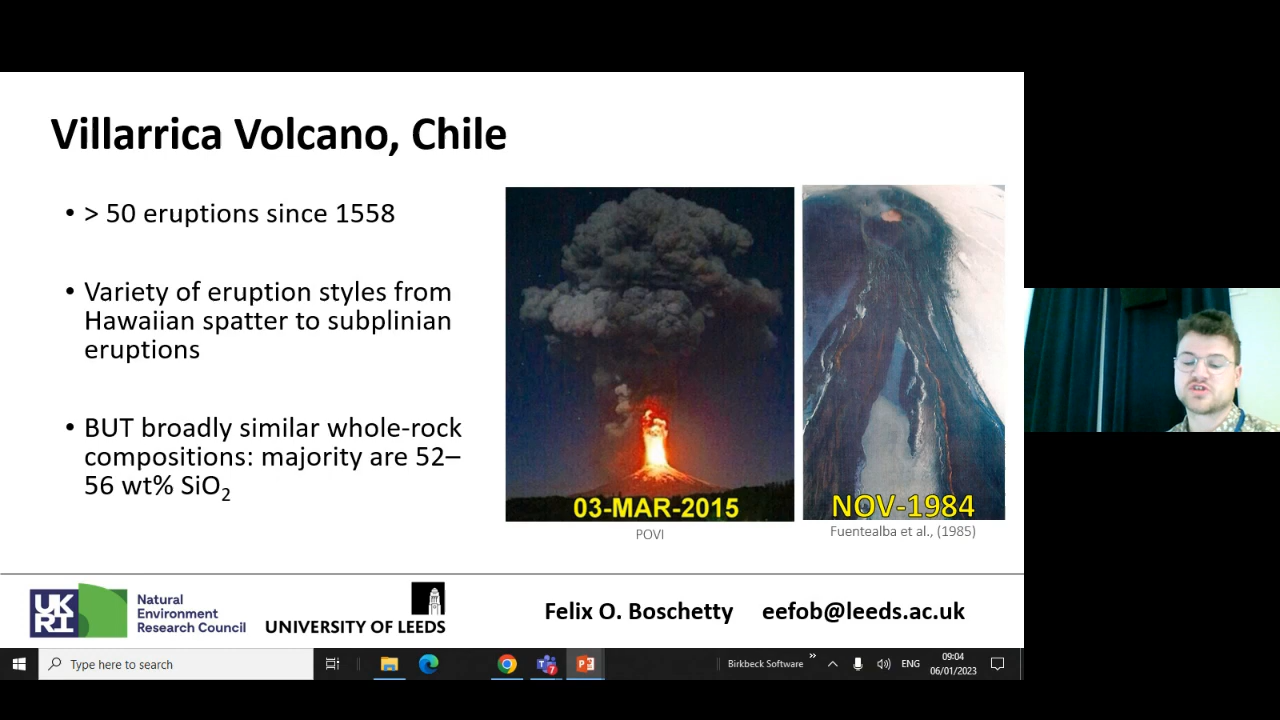 Villarrica Volcano, Chile
• > 50 eruptions since 1558
• Variety of eruption styles from
Hawaiian spatter to subplinian
eruptions
• BUT broadly similar whole-rock
compositions: majority are 52–
56 wt% SiO₂
03-MAR-2015
POVI
NOV-1984
Fuentealba et al., (1985)
UK
RI
Natural
Environment
Research Council
UNIVERSITY OF LEEDS
Felix O. Boschetty eefob@leeds.ac.uk
Type here to search
7
Birkbeck Software
»
ENG
09:04
06/01/2023